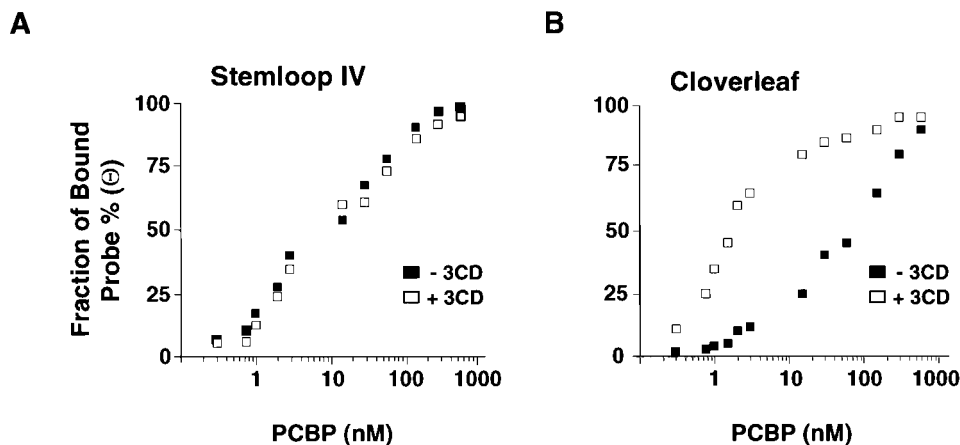 A
Stemloop IV
Fraction of Bound
Probe % (Θ)
100
75
50
25
0
- 3CD
+ 3CD
1
10
100
1000
PCBP (nM)
B
Cloverleaf
100
75
50
25
0
- 3CD
+ 3CD
1
10
100
1000
PCBP (nM)